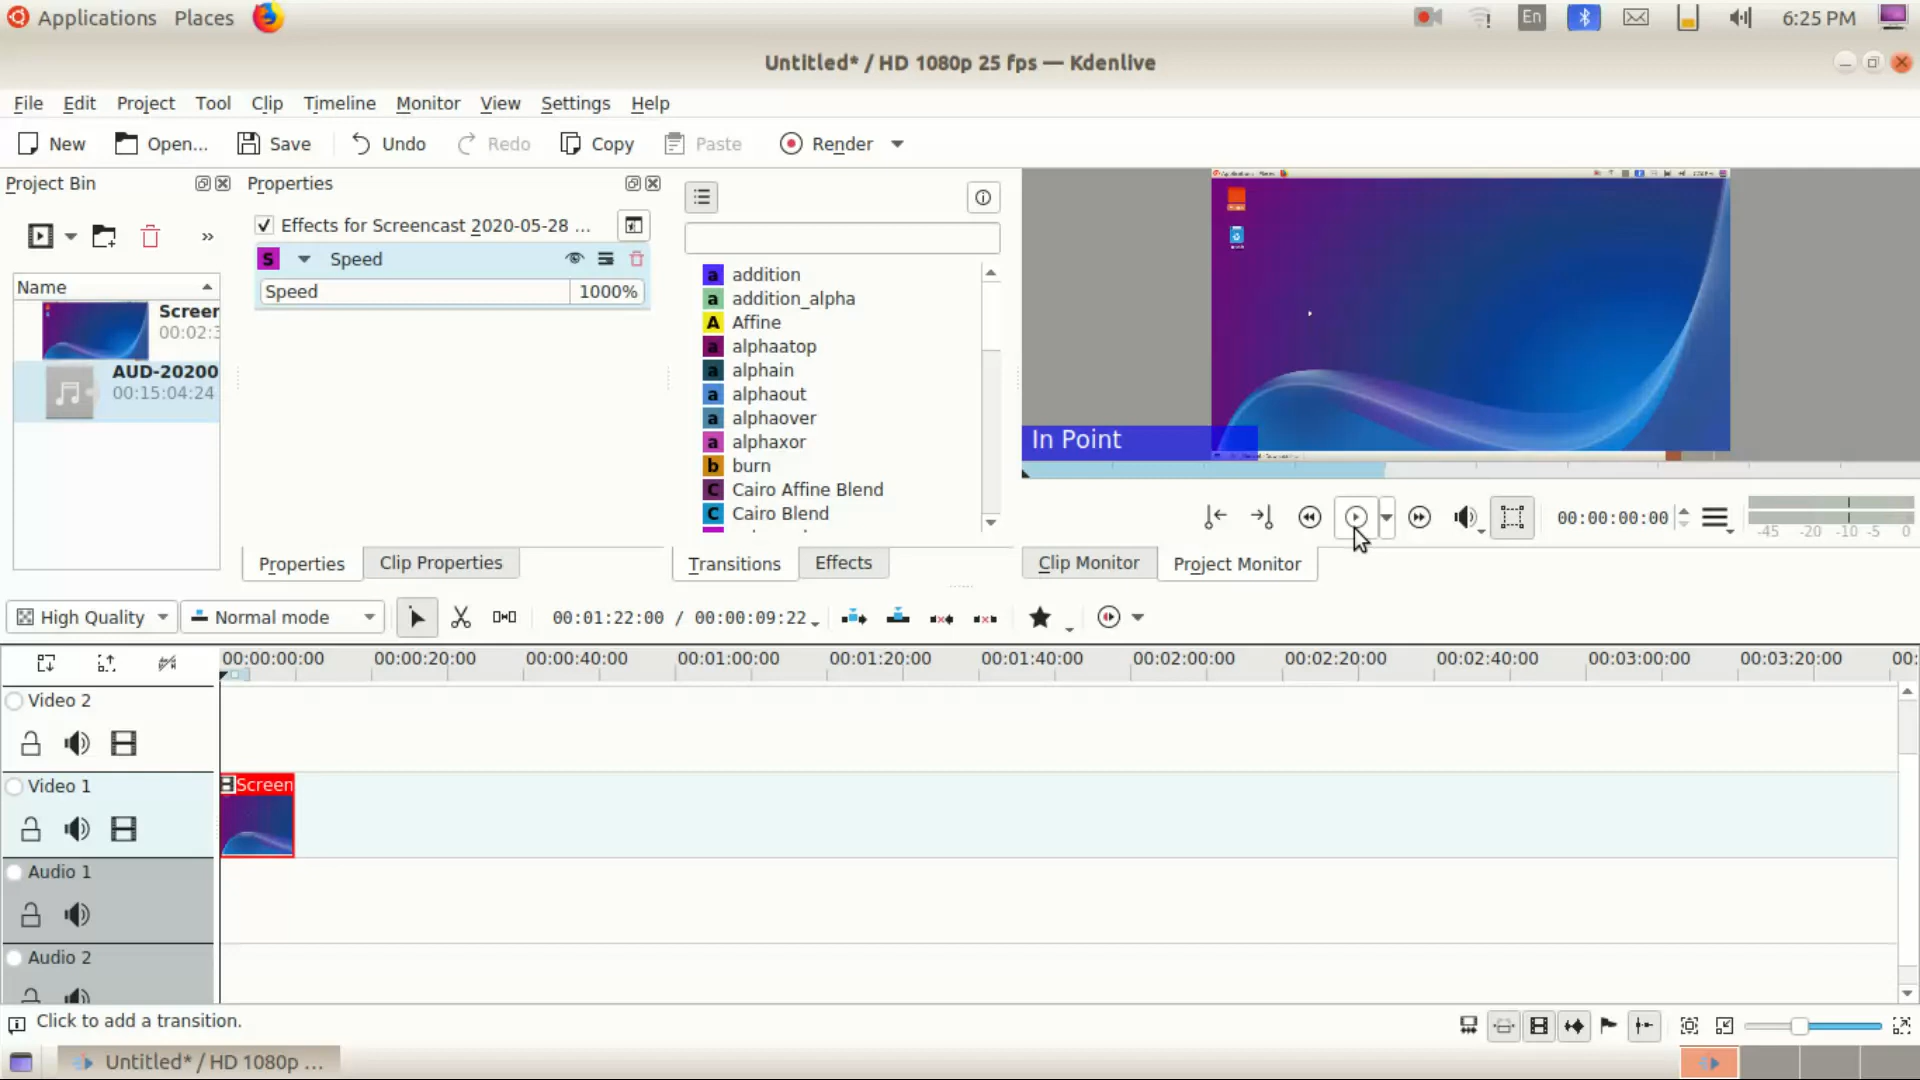 Applications Places En 6:25 PM
Untitled* / HD 1080p 25 fps — Kdenlive
File Edit Project Tool Clip Timeline Monitor View Settings Help
New Open... Save Undo Redo Copy Paste Render
Project Bin Properties
Effects for Screencast 2020-05-28 ...
S Speed
Speed 1000%
Name
Screer
00:02:3
AUD-20200
00:15:04:24
a addition
a addition_alpha
A Affine
a alphaatop
a alphain
a alphaout
a alphaover
a alphaxor
b burn
C Cairo Affine Blend
C Cairo Blend
In Point
00:00:00:00
-45 -20 -10 -5 0
Properties Clip Properties Transitions Effects Clip Monitor Project Monitor
High Quality Normal mode 00:01:22:00 / 00:00:09:22
00:00:00:00 00:00:20:00 00:00:40:00 00:01:00:00 00:01:20:00 00:01:40:00 00:02:00:00 00:02:20:00 00:02:40:00 00:03:00:00 00:03:20:00 00:
Video 2
Video 1
Screen
Audio 1
Audio 2
Click to add a transition.
Untitled* / HD 1080p ...